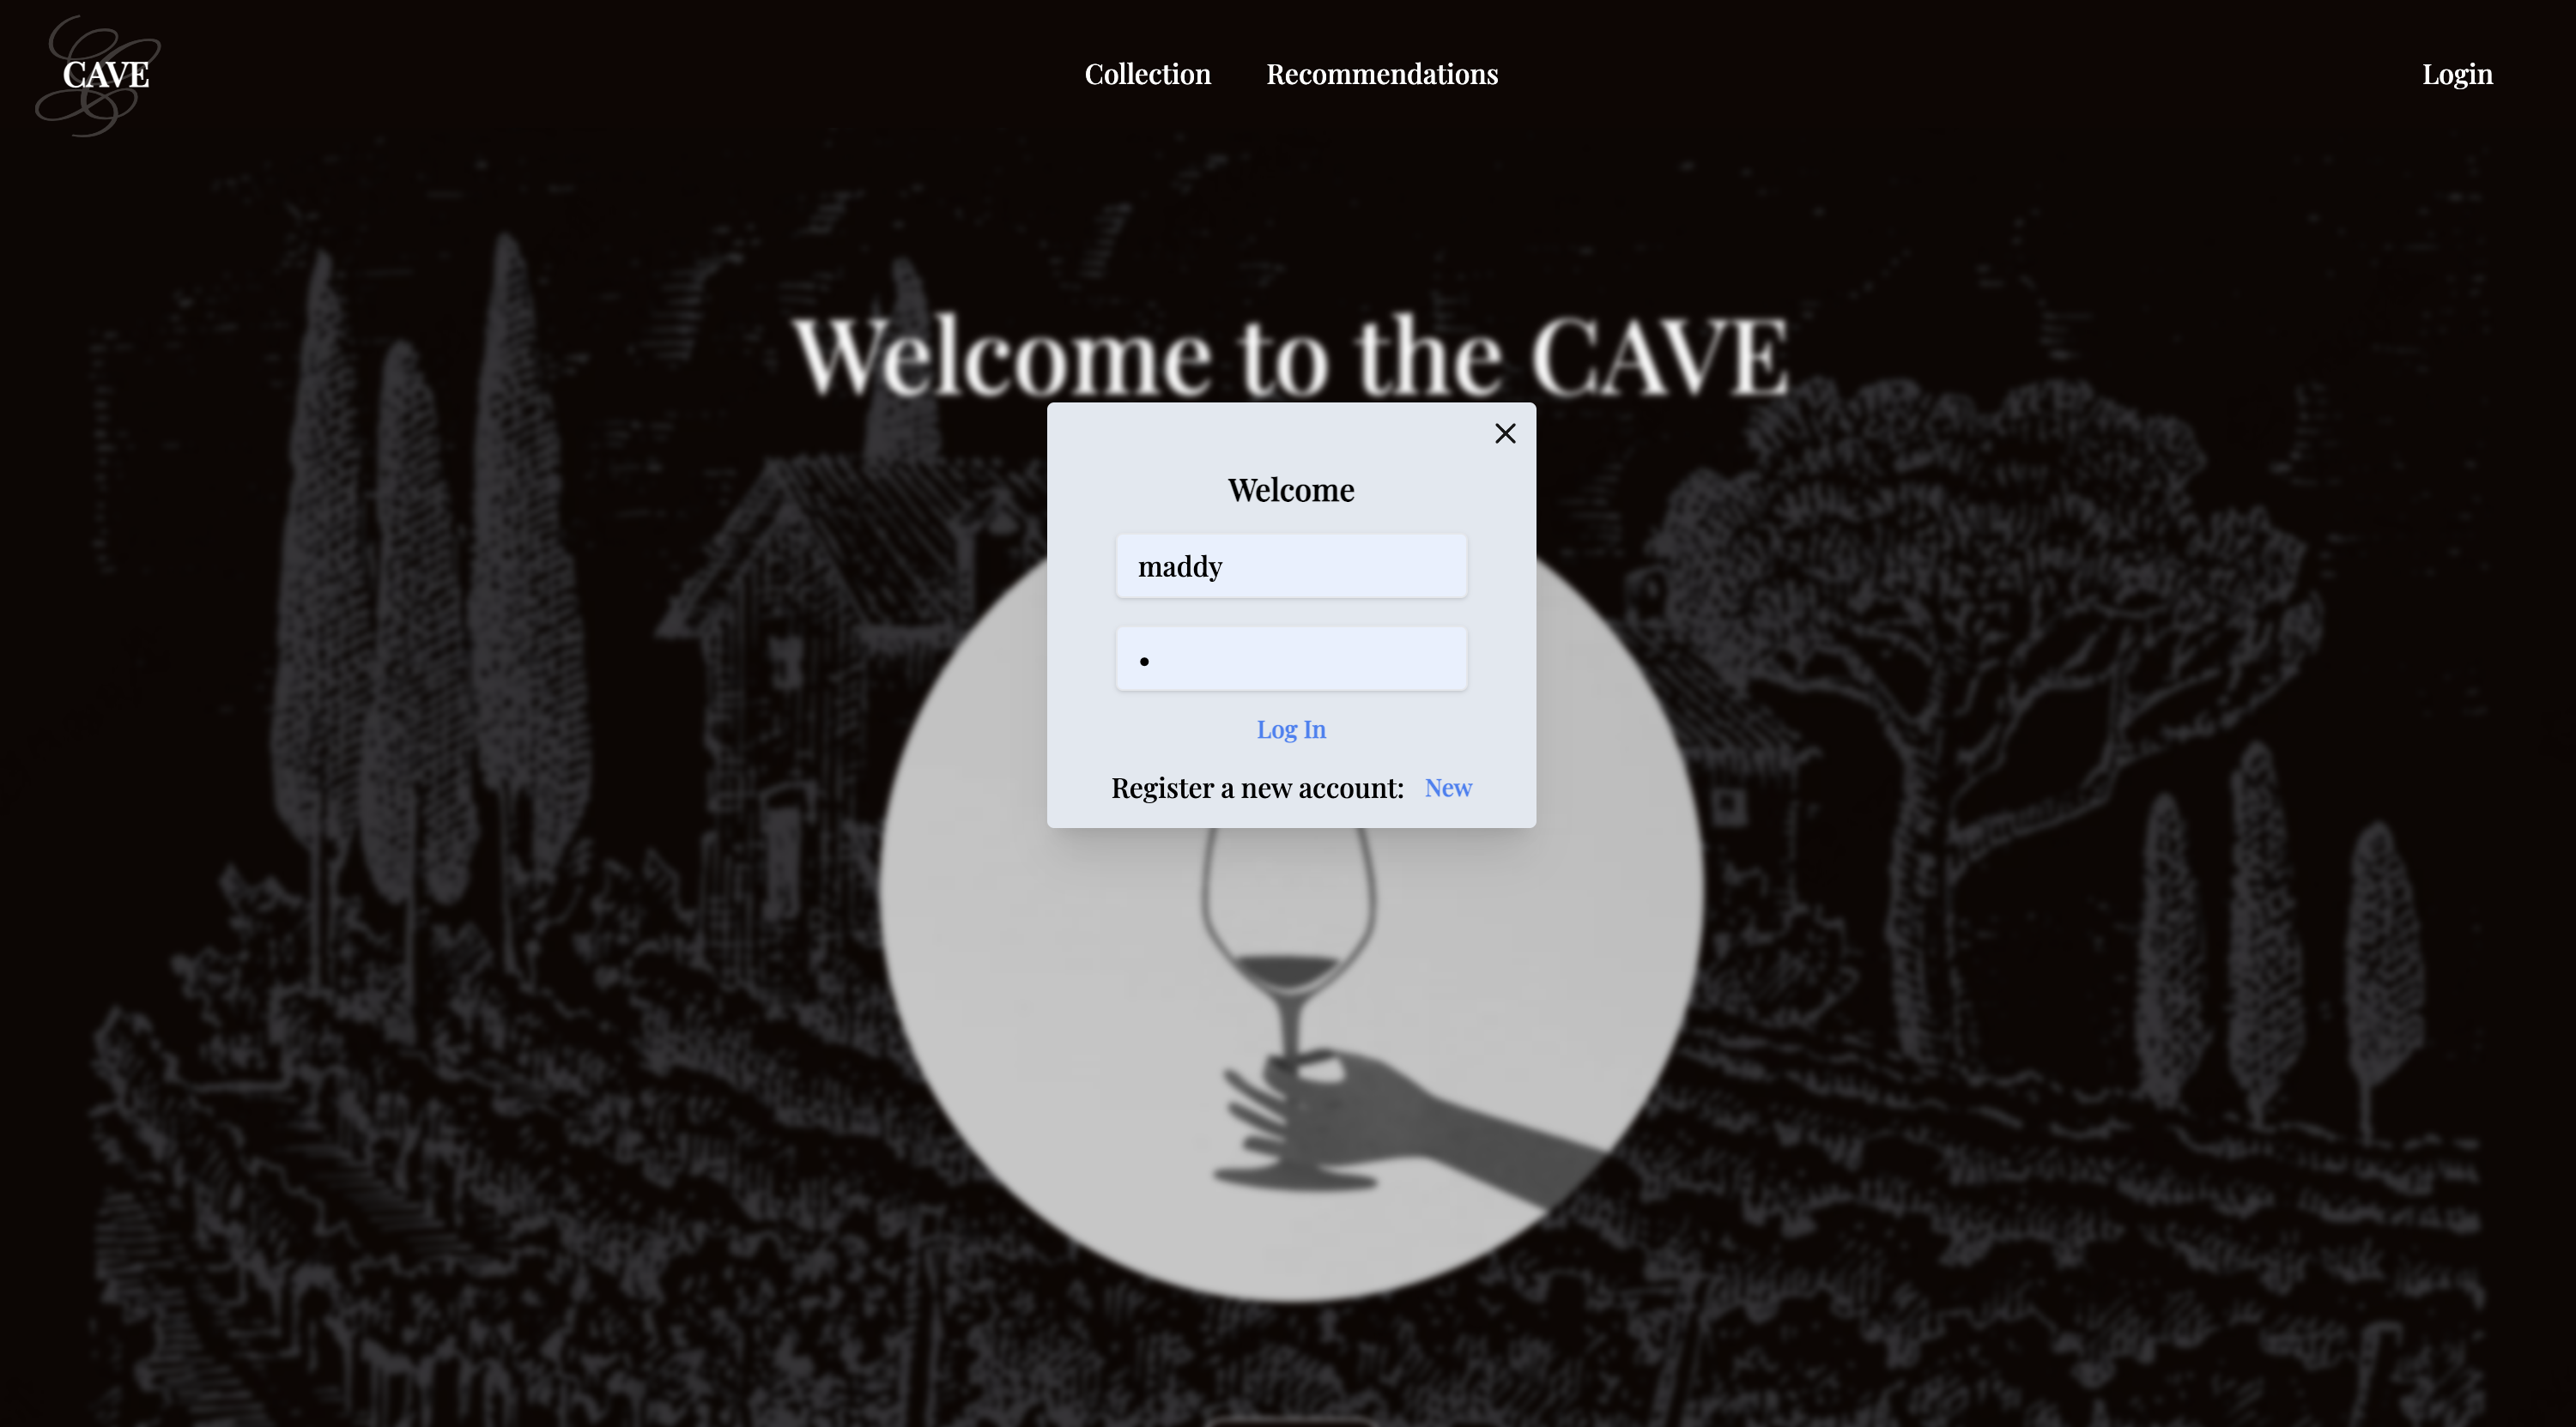 CAVE
Collection Recommendations
Login
Welcome to the CAVE
Welcome
maddy
•
Log In
Register a new account: New